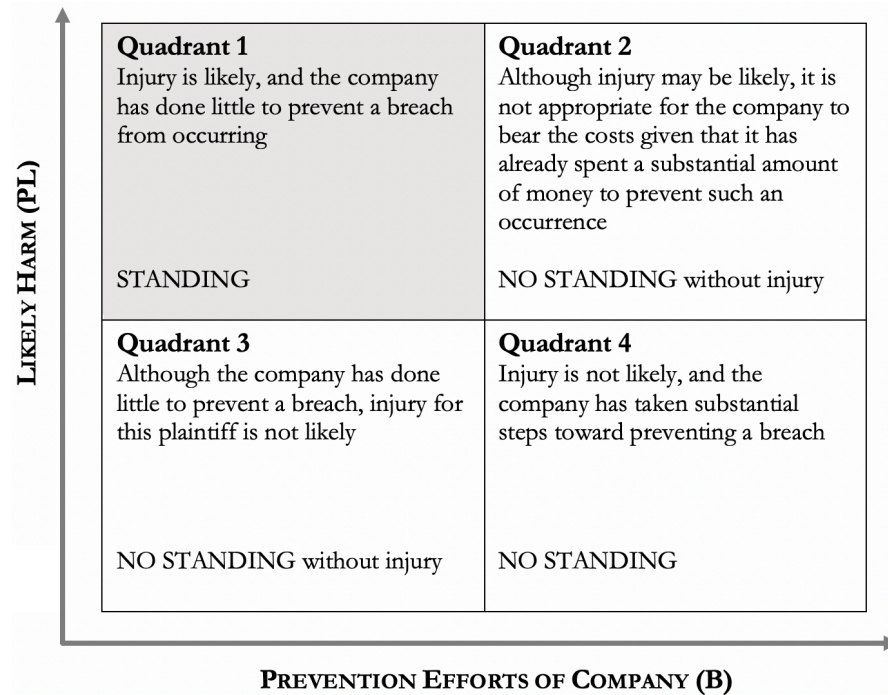 Quadrant 1
Injury is likely, and the company
has done little to prevent a breach
from occurring
STANDING
Quadrant 2
Although injury may be likely, it is
not appropriate for the company to
bear the costs given that it has
already spent a substantial amount
of money to prevent such an
occurrence
NO STANDING without injury
Quadrant 3
Although the company has done
little to prevent a breach, injury for
this plaintiff is not likely
NO STANDING without injury
Quadrant 4
Injury is not likely, and the
company has taken substantial
steps toward preventing a breach
NO STANDING
LIKELY HARM (PL)
PREVENTION EFFORTS OF COMPANY (B)